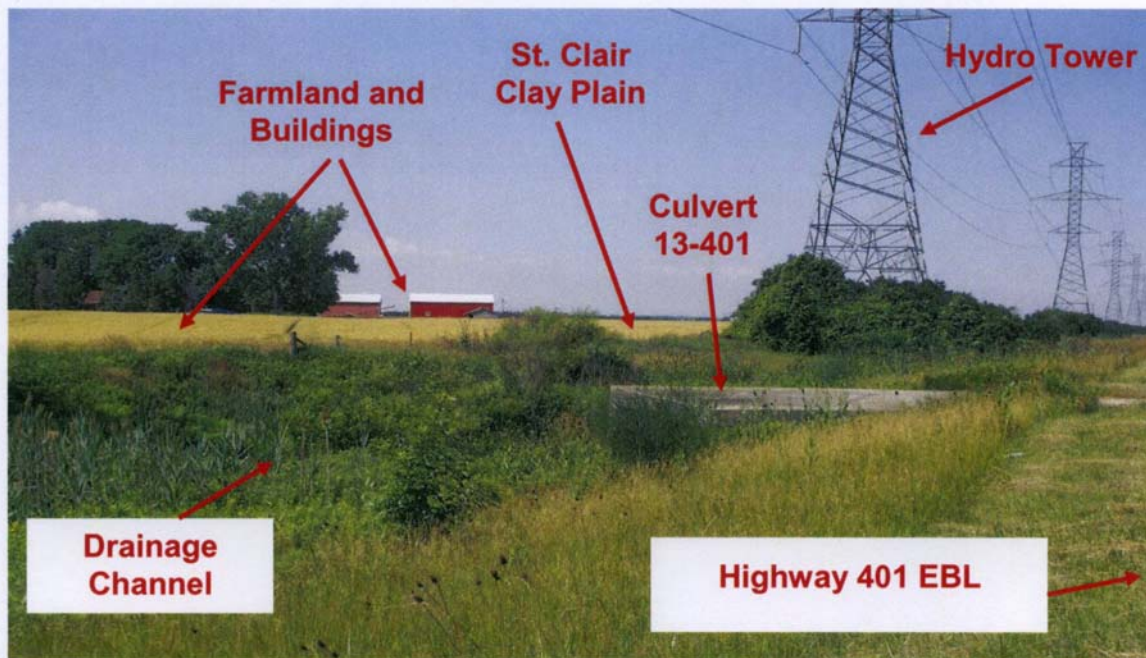 St. Clair
Clay Plain
Hydro Tower
Farmland and
Buildings
Culvert
13-401
Drainage
Channel
Highway 401 EBL